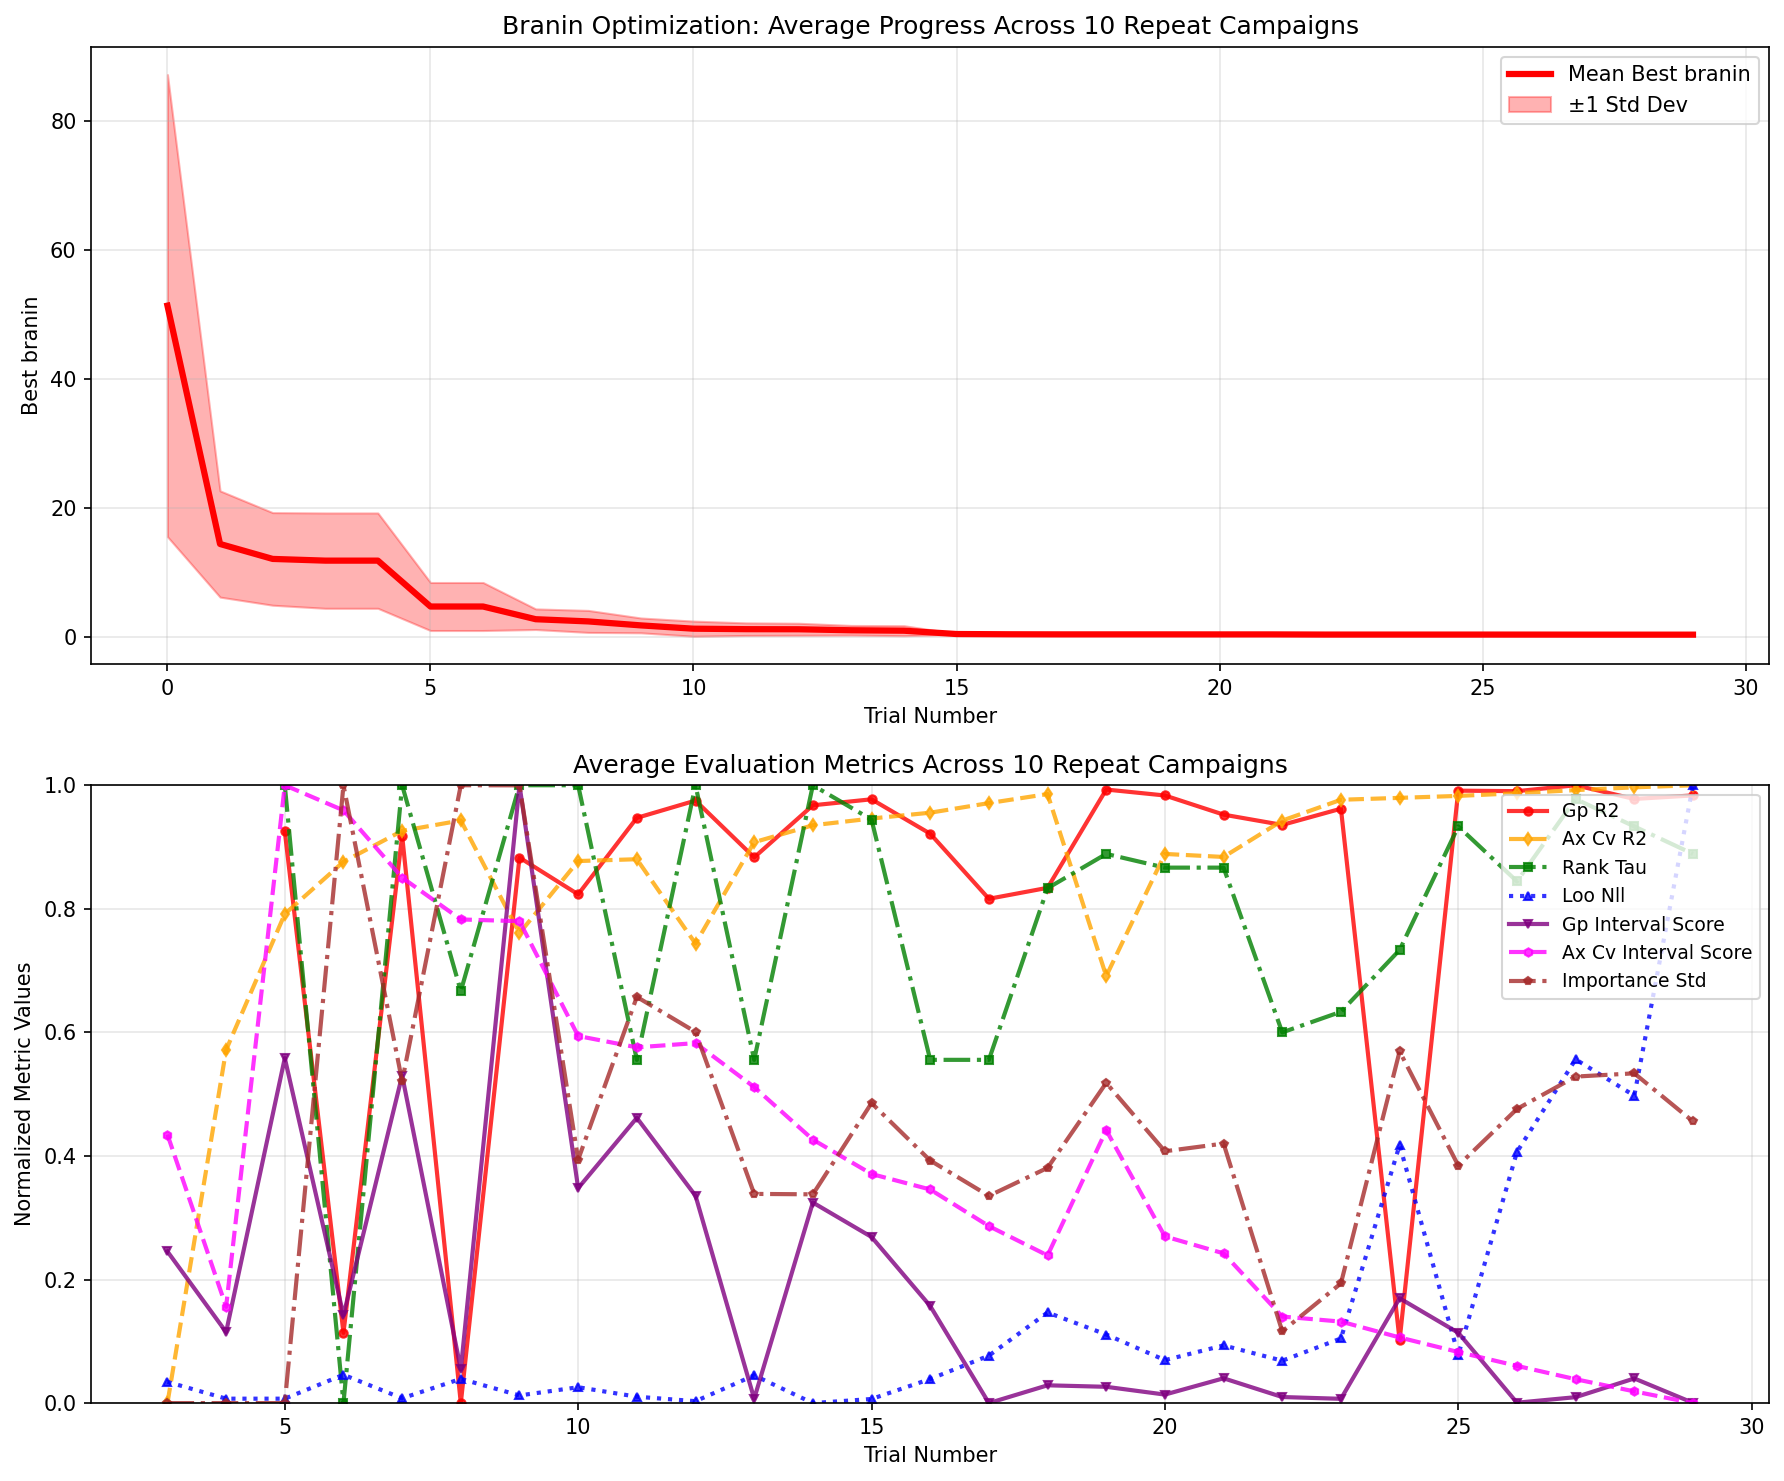 Branin Optimization: Average Progress Across 10 Repeat Campaigns
Mean Best branin
±1 Std Dev
Best branin
80
60
40
20
0
0 5 10 15 20 25 30
Trial Number
Average Evaluation Metrics Across 10 Repeat Campaigns
Gp R2
Ax Cv R2
Rank Tau
Loo Nll
Gp Interval Score
Ax Cv Interval Score
Importance Std
Normalized Metric Values
1.0
0.8
0.6
0.4
0.2
0.0
5 10 15 20 25 30
Trial Number